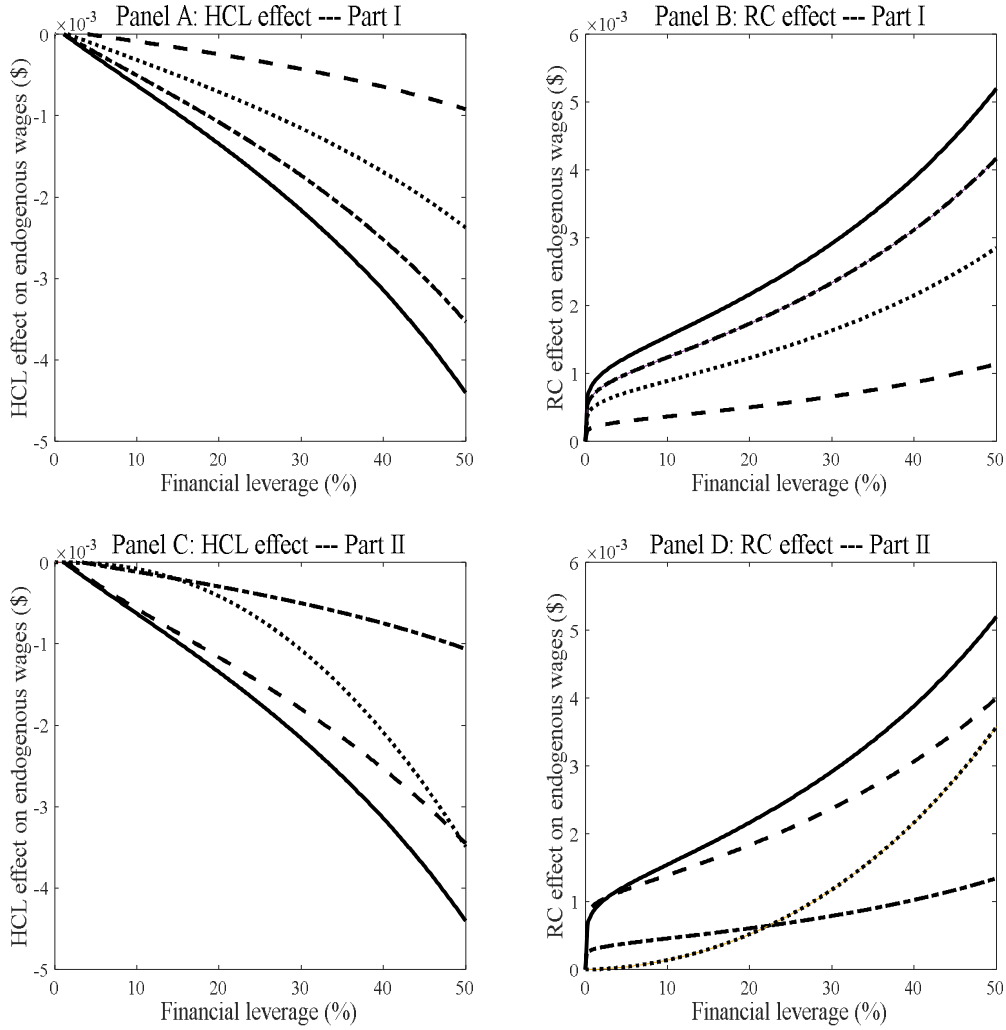 Panel A: HCL effect --- Part I
×10⁻³
0
-1
-2
-3
-4
-5
HCL effect on endogenous wages ($)
0 10 20 30 40 50
Financial leverage (%)
Panel B: RC effect --- Part I
×10⁻³
6
5
4
3
2
1
0
RC effect on endogenous wages ($)
0 10 20 30 40 50
Financial leverage (%)
Panel C: HCL effect --- Part II
×10⁻³
0
-1
-2
-3
-4
-5
HCL effect on endogenous wages ($)
0 10 20 30 40 50
Financial leverage (%)
Panel D: RC effect --- Part II
×10⁻³
6
5
4
3
2
1
0
RC effect on endogenous wages ($)
0 10 20 30 40 50
Financial leverage (%)